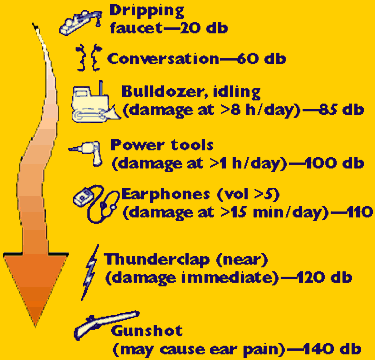 Dripping
faucet—20 db
Conversation—60 db
Bulldozer, idling
(damage at >8 h/day)—85 db
Power tools
(damage at >1 h/day)—100 db
Earphones (vol >5)
(damage at >15 min/day)—110
Thunderclap (near)
(damage immediate)—120 db
Gunshot
(may cause ear pain)—140 db